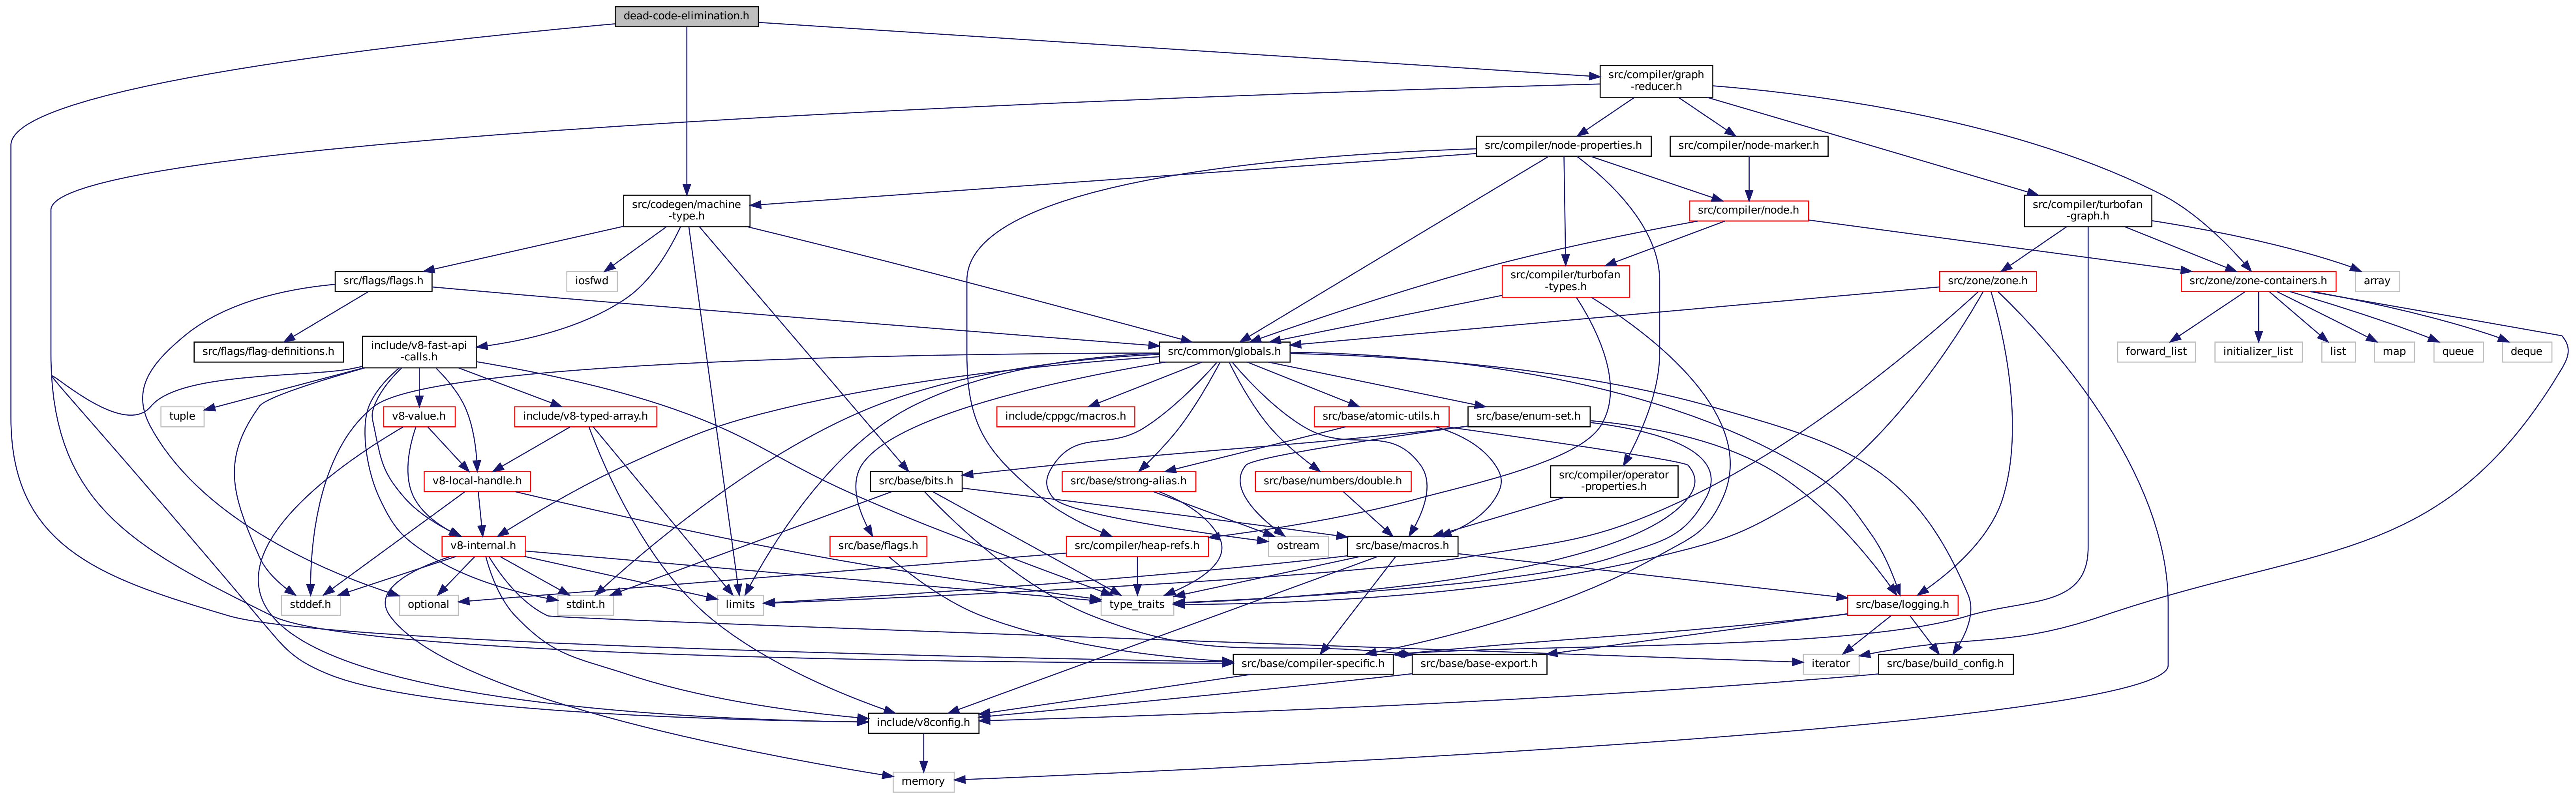 dead-code-elimination.h
src/compiler/graph
-reducer.h
src/compiler/node-properties.h
src/compiler/node-marker.h
src/codegen/machine
-type.h
src/compiler/node.h
src/compiler/turbofan
-graph.h
src/flags/flags.h
iosfwd
src/compiler/turbofan
-types.h
src/zone/zone.h
src/zone/zone-containers.h
array
src/flags/flag-definitions.h
include/v8-fast-api
-calls.h
src/common/globals.h
forward_list
initializer_list
list
map
queue
deque
tuple
v8-value.h
include/v8-typed-array.h
include/cppgc/macros.h
src/base/atomic-utils.h
src/base/enum-set.h
v8-local-handle.h
src/base/bits.h
src/base/strong-alias.h
src/base/numbers/double.h
src/compiler/operator
-properties.h
v8-internal.h
src/base/flags.h
src/compiler/heap-refs.h
ostream
src/base/macros.h
stddef.h
optional
stdint.h
limits
type_traits
src/base/logging.h
src/base/compiler-specific.h
src/base/base-export.h
iterator
src/base/build_config.h
include/v8config.h
memory